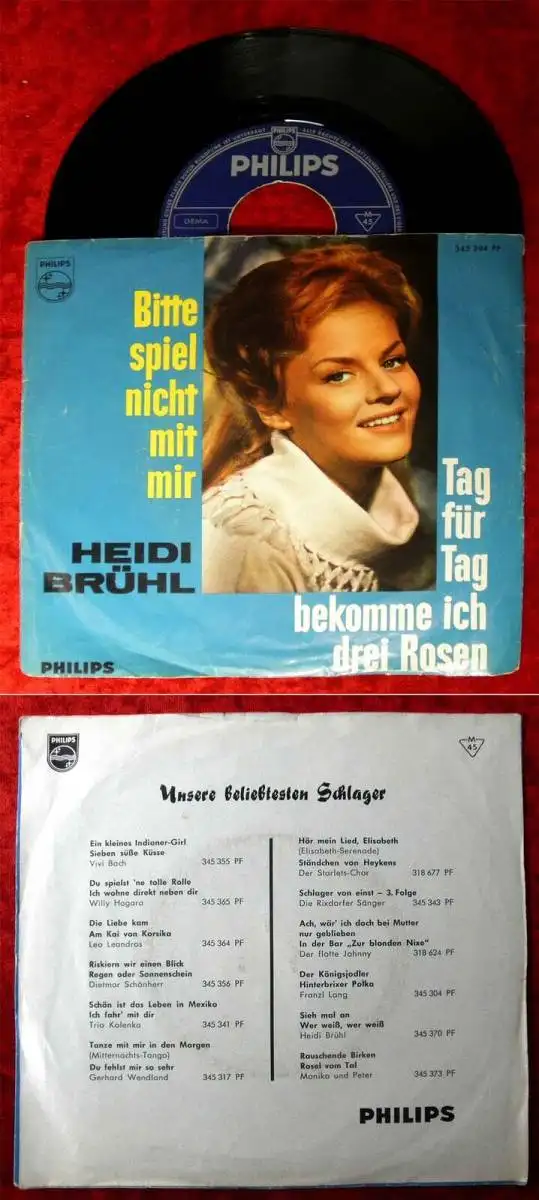 PHILIPS
GEMA
M
45
PHILIPS
345 394 PF
Bitte
spiel
nicht
mit
mir
HEIDI
BRÜHL
Tag
für
Tag
bekomme ich
drei Rosen
PHILIPS
PHILIPS
M
45
Unsere beliebtesten Schlager
Ein kleines Indianer-Girl
Sieben süße Küsse
Vivi Bach 345 355 PF
Du spielst 'ne tolle Rolle
Ich wohne direkt neben dir
Willy Hagara 345 365 PF
Die Liebe kam
Am Kai von Korsika
Leo Leandros 345 364 PF
Riskiern wir einen Blick
Regen oder Sonnenschein
Dietmar Schönherr 345 356 PF
Schön ist das Leben in Mexiko
Ich fahr' mit dir
Trio Kolenka 345 341 PF
Tanze mit mir in den Morgen
(Mitternachts-Tango)
Du fehlst mir so sehr
Gerhard Wendland 345 317 PF
Hör mein Lied, Elisabeth
(Elisabeth-Serenade)
Ständchen von Heykens
Der Starlets-Chor 318 677 PF
Schlager von einst – 3. Folge
Die Rixdorfer Sänger 345 343 PF
Ach, wär' ich doch bei Mutter
nur geblieben
In der Bar „Zur blonden Nixe"
Der flotte Johnny 318 624 PF
Der Königsjodler
Hinterbrixer Polka
Franzl Lang 345 304 PF
Sieh mal an
Wer weiß, wer weiß
Heidi Brühl 345 370 PF
Rauschende Birken
Rosel vom Tal
Monika und Peter 345 373 PF
PHILIPS